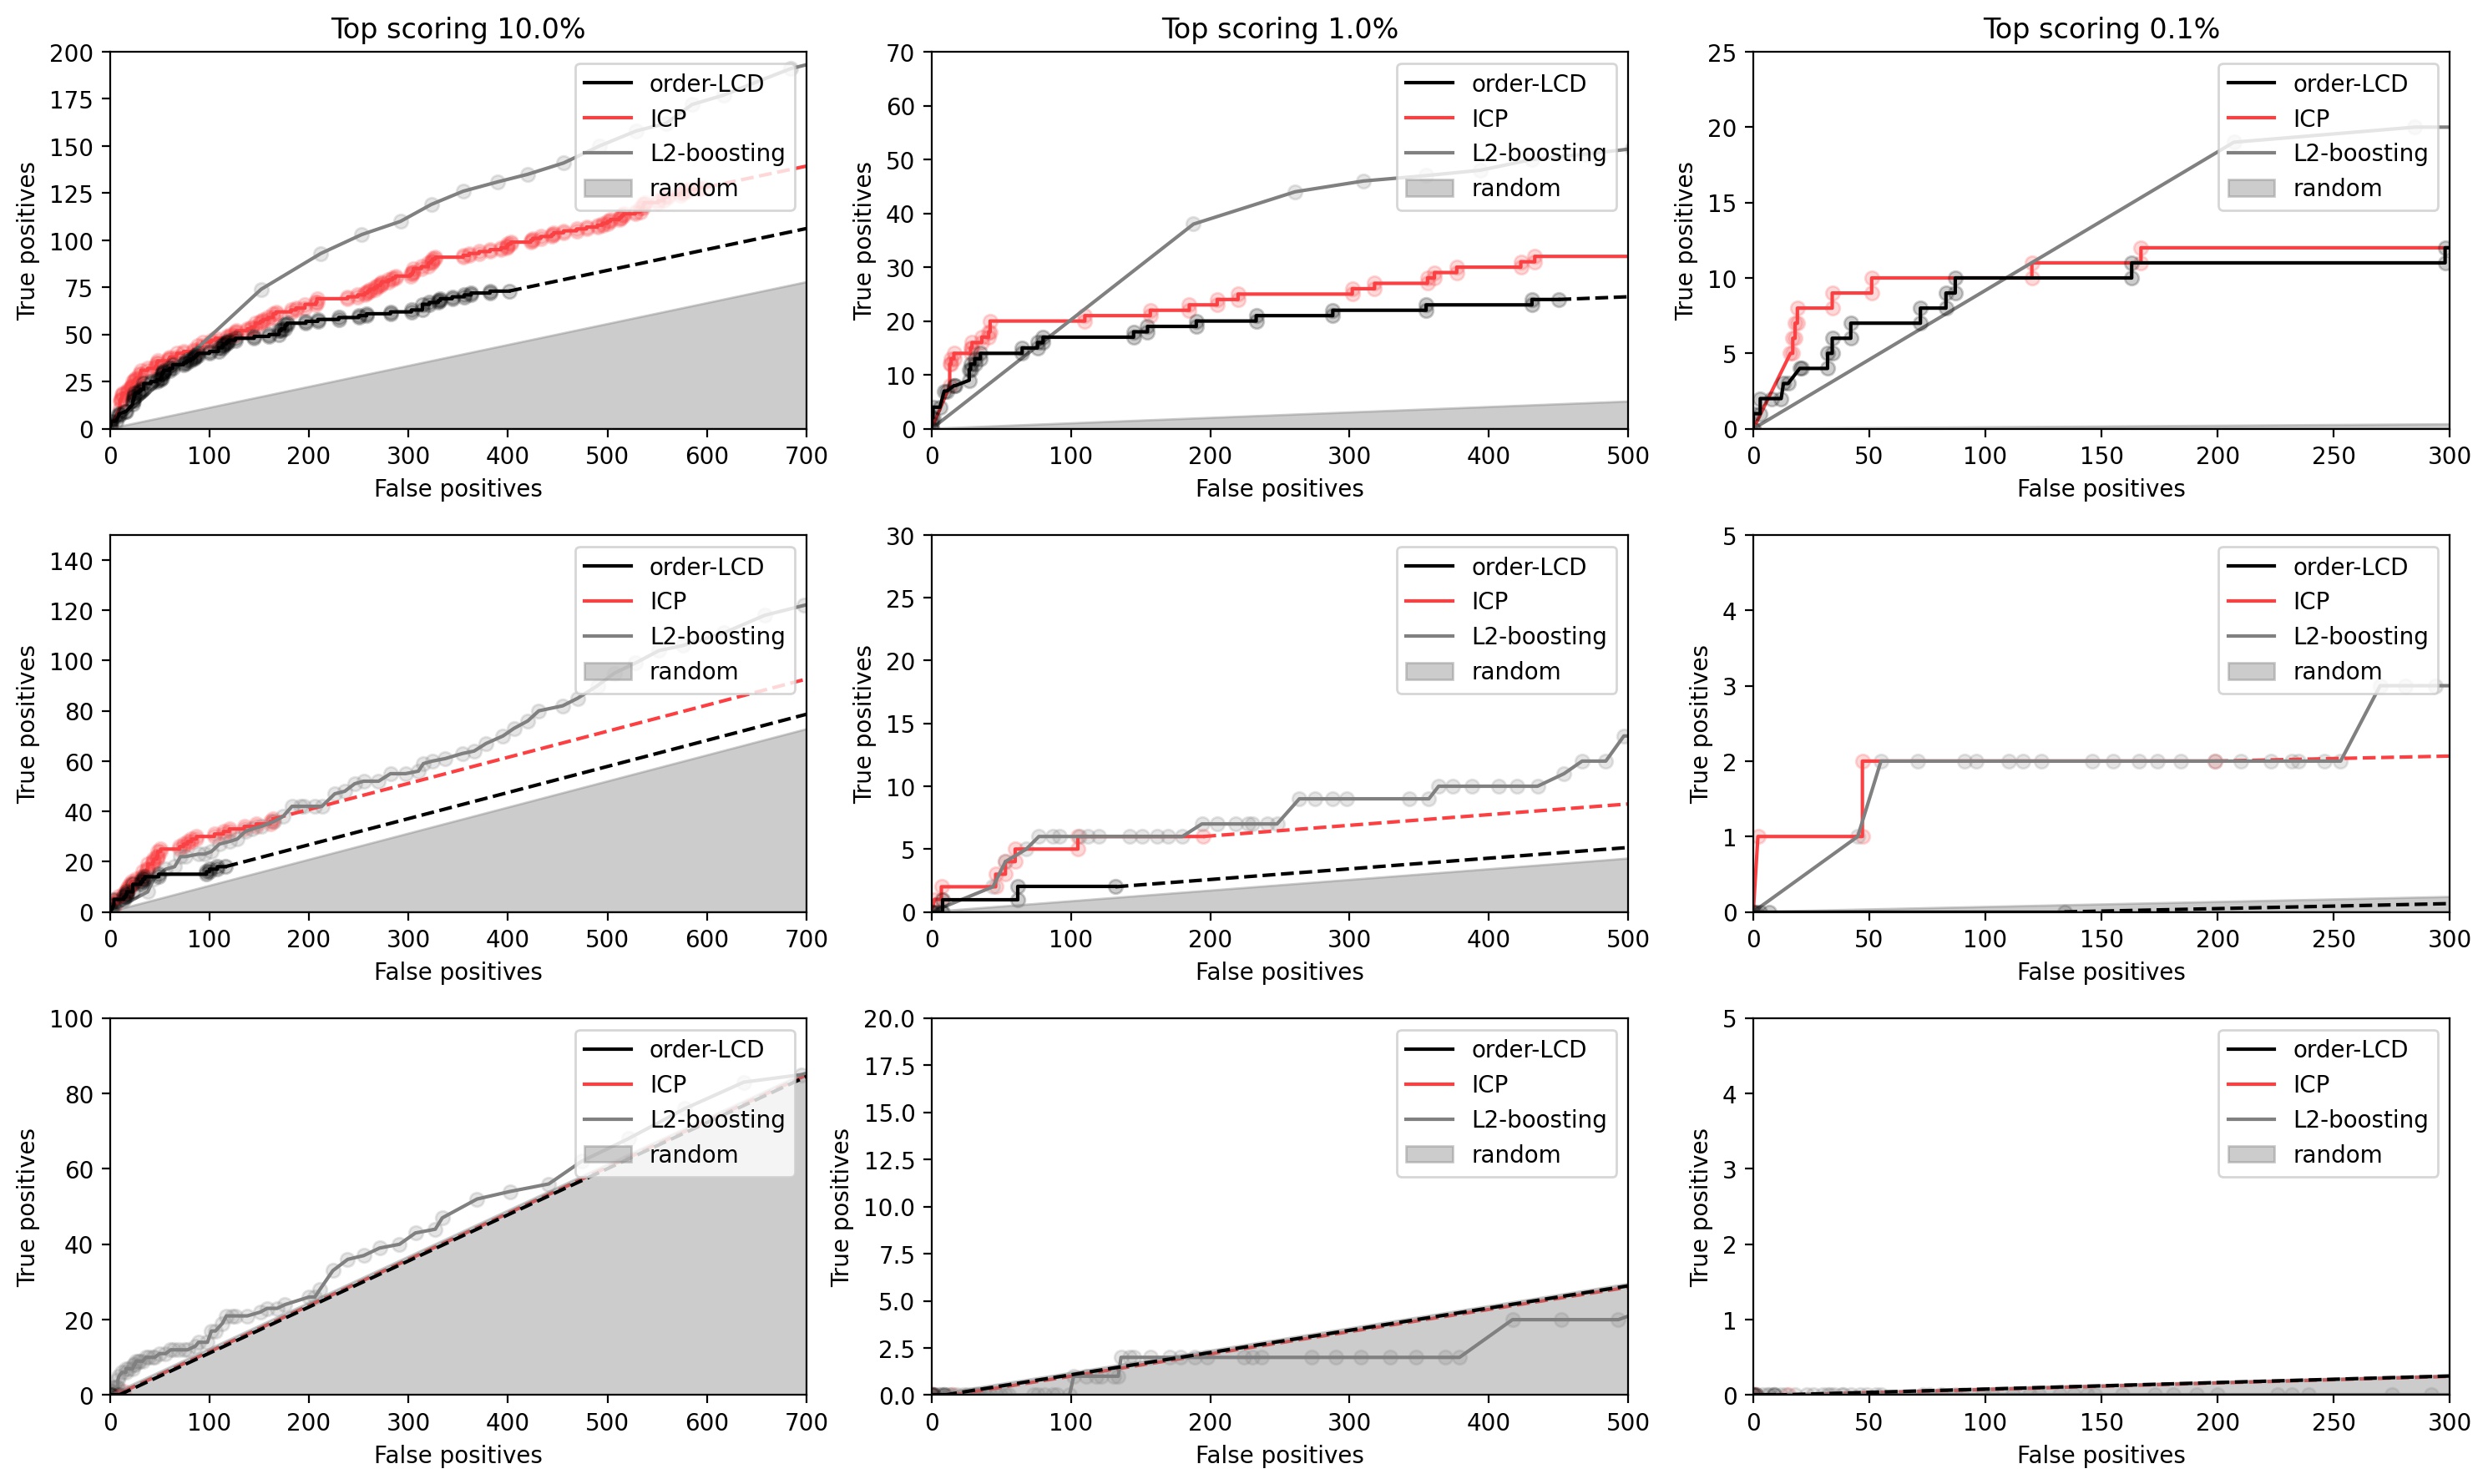 Top scoring 10.0%
True positives
200
175
150
125
100
75
50
25
0
order-LCD
ICP
L2-boosting
random
0 100 200 300 400 500 600 700
False positives
Top scoring 1.0%
True positives
70
60
50
40
30
20
10
0
order-LCD
ICP
L2-boosting
random
0 100 200 300 400 500
False positives
Top scoring 0.1%
True positives
25
20
15
10
5
0
order-LCD
ICP
L2-boosting
random
0 50 100 150 200 250 300
False positives
True positives
140
120
100
80
60
40
20
0
order-LCD
ICP
L2-boosting
random
0 100 200 300 400 500 600 700
False positives
True positives
30
25
20
15
10
5
0
order-LCD
ICP
L2-boosting
random
0 100 200 300 400 500
False positives
True positives
5
4
3
2
1
0
order-LCD
ICP
L2-boosting
random
0 50 100 150 200 250 300
False positives
True positives
100
80
60
40
20
0
order-LCD
ICP
L2-boosting
random
0 100 200 300 400 500 600 700
False positives
True positives
20.0
17.5
15.0
12.5
10.0
7.5
5.0
2.5
0.0
order-LCD
ICP
L2-boosting
random
0 100 200 300 400 500
False positives
True positives
5
4
3
2
1
0
order-LCD
ICP
L2-boosting
random
0 50 100 150 200 250 300
False positives